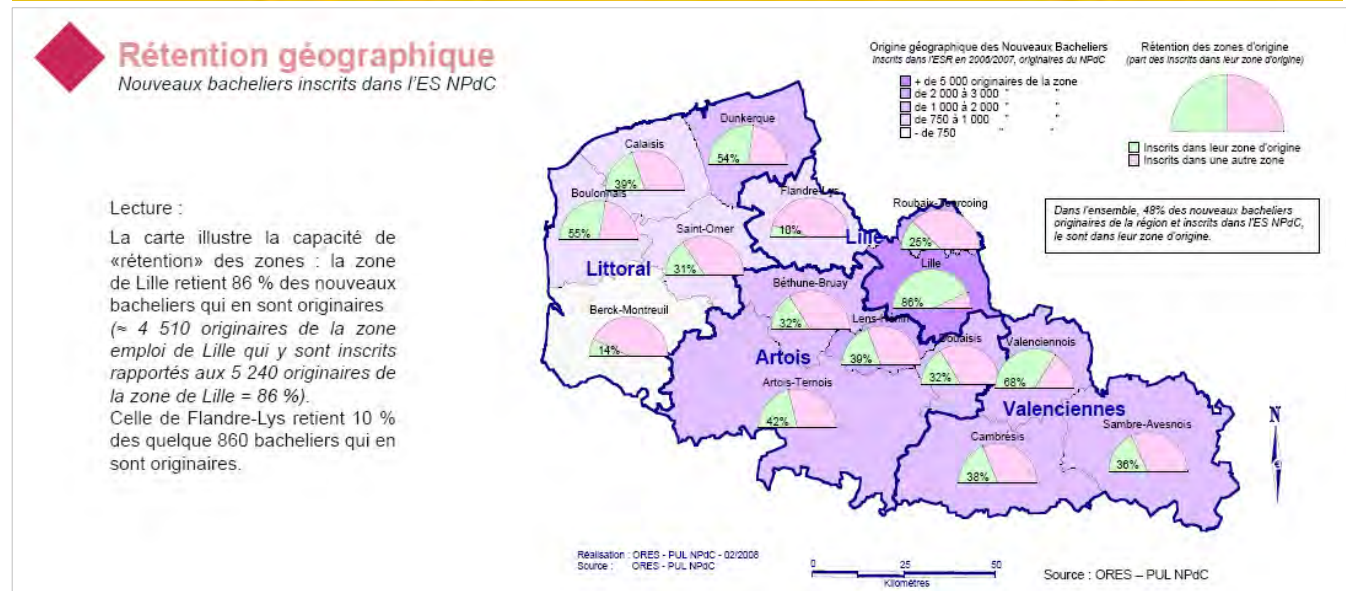 Rétention géographique
Nouveaux bacheliers inscrits dans l'ES NPdC
Lecture :
La carte illustre la capacité de
«rétention» des zones : la zone
de Lille retient 86 % des nouveaux
bacheliers qui en sont originaires
(≈ 4 510 originaires de la zone
emploi de Lille qui y sont inscrits
rapportés aux 5 240 originaires de
la zone de Lille = 86 %).
Celle de Flandre-Lys retient 10 %
des quelque 860 bacheliers qui en
sont originaires.
Origine géographique des Nouveaux Bacheliers
Inscrits dans l'ESR en 2006/2007, originaires du NPdC
+ de 5 000 originaires de la zone
de 2 000 à 3 000 " "
de 1 000 à 2 000 " "
de 750 à 1 000 " "
- de 750 " "
Rétention des zones d'origine
(part des inscrits dans leur zone d'origine)
Inscrits dans leur zone d'origine
Inscrits dans une autre zone
Dans l'ensemble, 48% des nouveaux bacheliers
originaires de la région et inscrits dans l'ES NPdC,
le sont dans leur zone d'origine.
Dunkerque
54%
Calaisis
39%
Boulonnais
55%
Flandre-Lys
10%
Roubaix-Tourcoing
25%
Lille
Saint-Omer
31%
Littoral
Lille
86%
Béthune-Bruay
32%
Berck-Montreuil
14%
Lens-Hénin
39%
Douaisis
32%
Valenciennois
68%
Artois
Artois-Ternois
42%
Valenciennes
Cambrésis
38%
Sambre-Avesnois
36%
N
Réalisation : ORES - PUL NPdC - 02/2008
Source : ORES - PUL NPdC
0 25 50
Kilomètres
Source : ORES – PUL NPdC